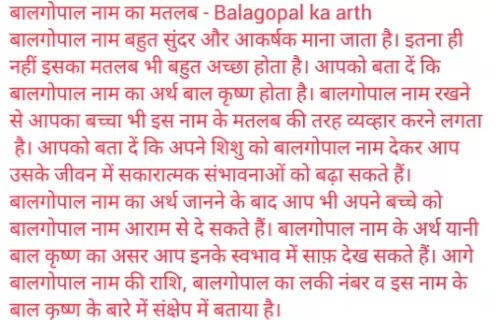 बालगोपाल नाम का मतलब - Balagopal ka arth
बालगोपाल नाम बहुत सुंदर और आकर्षक माना जाता है। इतना ही
नहीं इसका मतलब भी बहुत अच्छा होता है। आपको बता दें कि
बालगोपाल नाम का अर्थ बाल कृष्ण होता है। बालगोपाल नाम रखने
से आपका बच्चा भी इस नाम के मतलब की तरह व्यव्हार करने लगता
है। आपको बता दें कि अपने शिशु को बालगोपाल नाम देकर आप
उसके जीवन में सकारात्मक संभावनाओं को बढ़ा सकते हैं।
बालगोपाल नाम का अर्थ जानने के बाद आप भी अपने बच्चे को
बालगोपाल नाम आराम से दे सकते हैं। बालगोपाल नाम के अर्थ यानी
बाल कृष्ण का असर आप इनके स्वभाव में साफ़ देख सकते हैं। आगे
बालगोपाल नाम की राशि, बालगोपाल का लकी नंबर व इस नाम के
बाल कृष्ण के बारे में संक्षेप में बताया है।